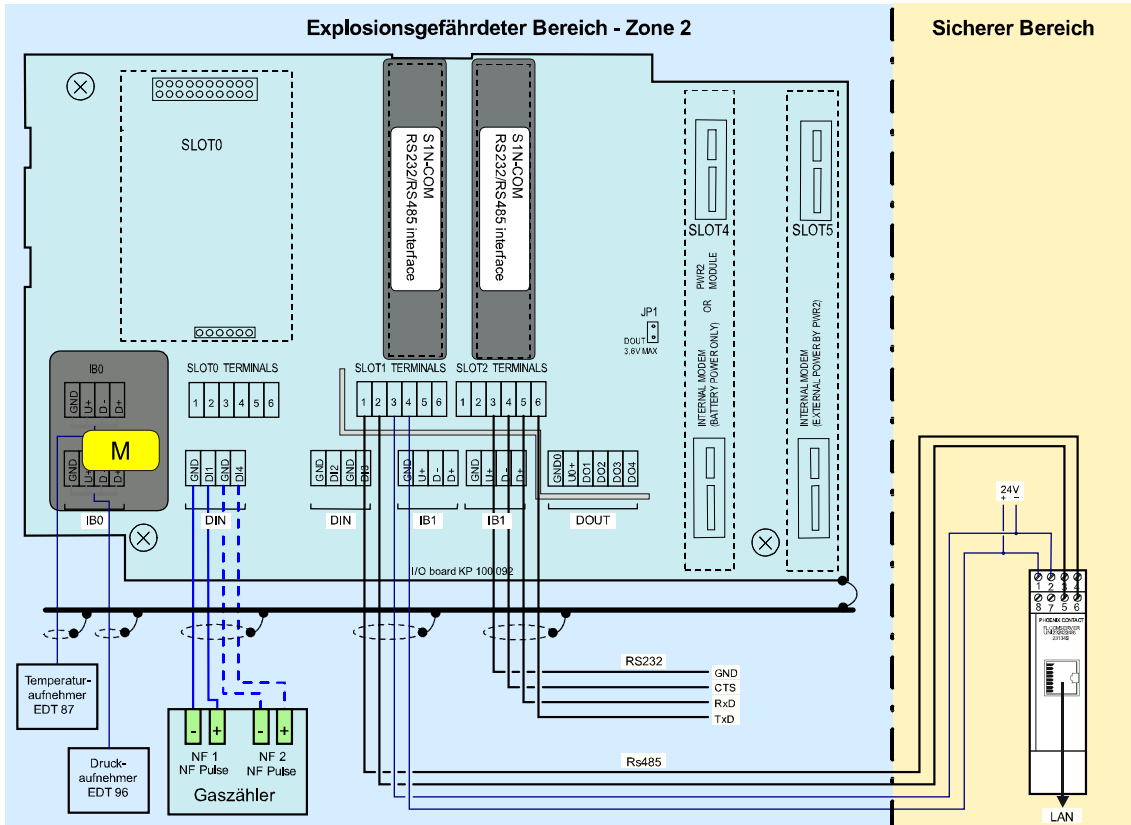 Explosionsgefährdeter Bereich - Zone 2
Sicherer Bereich
SLOT0
S1N-COM
RS232/RS485 interface
S1N-COM
RS232/RS485 interface
SLOT4
SLOT5
INTERNAL MODEM
(BATTERY POWER ONLY)
OR
PWR2
MODULE
INTERNAL MODEM
(EXTERNAL POWER BY PWR2)
JP1
DOUT
3.6V MAX
IB0
GND U+ D- D+
M
GND U+ D- D+
IB0
SLOT0 TERMINALS
1 2 3 4 5 6
SLOT1 TERMINALS
1 2 3 4 5 6
SLOT2 TERMINALS
1 2 3 4 5 6
GND DI1 GND DI4
DIN
GND DI2 GND DI3
DIN
GND U+ D- D+
IB1
GND U+ D- D+
IB1
GND0 U0+ DO1 DO2 DO3 DO4
DOUT
I/O board KP 100 092
24V
+ −
1 2 3 4
8 7 5 6
PHOENIX CONTACT
LAN
RS232
GND
CTS
RxD
TxD
Rs485
Temperatur-
aufnehmer
EDT 87
Druck-
aufnehmer
EDT 96
- + - +
NF 1
NF Pulse
NF 2
NF Pulse
Gaszähler